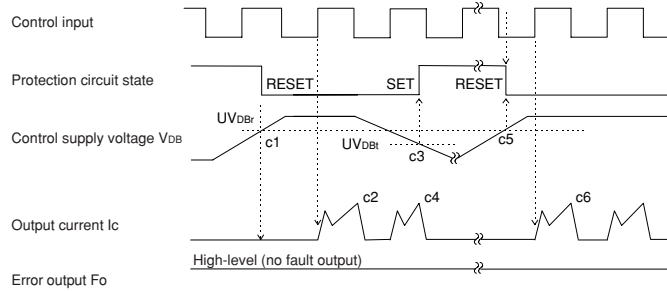 Control input
Protection circuit state
RESET
SET
RESET
UVDBr
Control supply voltage VDB
c1
UVDBt
c3
c5
c2
c4
c6
Output current Ic
High-level (no fault output)
Error output Fo